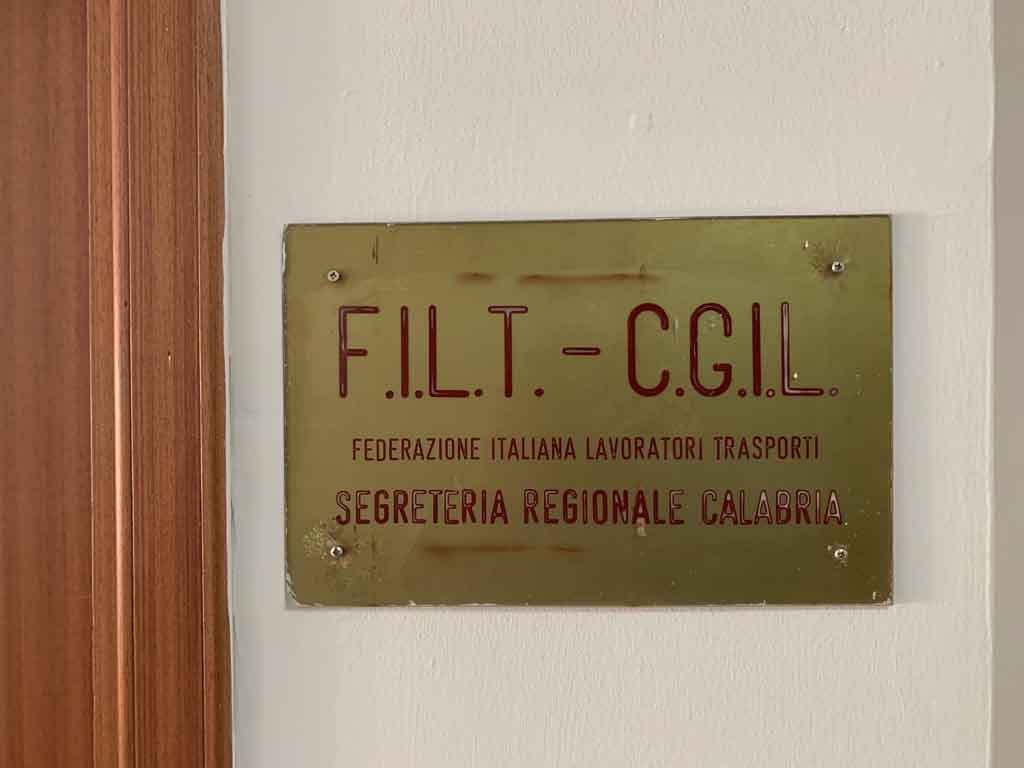 F.I.L.T. - C.G.I.L.
FEDERAZIONE ITALIANA LAVORATORI TRASPORTI
SEGRETERIA REGIONALE CALABRIA